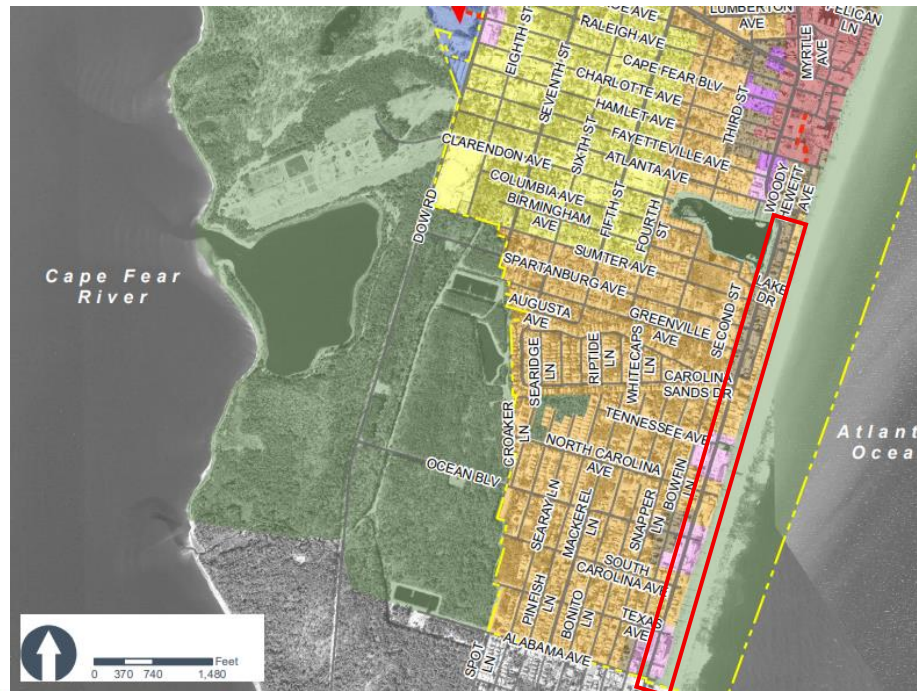 LUMBERTON
AVE
PELICAN
LN
RALEIGH AVE
EIGHTH ST
MYRTLE
AVE
CAPE FEAR BLV
SEVENTH ST
CHARLOTTE AVE
THIRD ST
HAMLET AVE
FAYETTEVILLE AVE
SIXTH ST
CLARENDON AVE
ATLANTA AVE
WOODY
HEWETT
AVE
COLUMBIA AVE
BIRMINGHAM
AVE
FIFTH ST
FOURTH
ST
DOW RD
SUMTER AVE
Cape Fear
River
SPARTANBURG AVE
LAKE
DR
AUGUSTA
AVE
GREENVILLE
AVE
SECOND ST
SEARIDGE
LN
RIPTIDE
LN
WHITECAPS
LN
CAROLINA
SANDS DR
TENNESSEE AVE
Atlant
Ocea
CROAKER
LN
NORTH CAROLINA
AVE
OCEAN BLV
BOWFIN
LN
SEARAY LN
MACKEREL
LN
SNAPPER
LN
SOUTH
CAROLINA AVE
PINFISH
LN
BONITO
LN
TEXAS
AVE
ALABAMA AVE
SPOT
LN
Feet
0 370 740 1,480